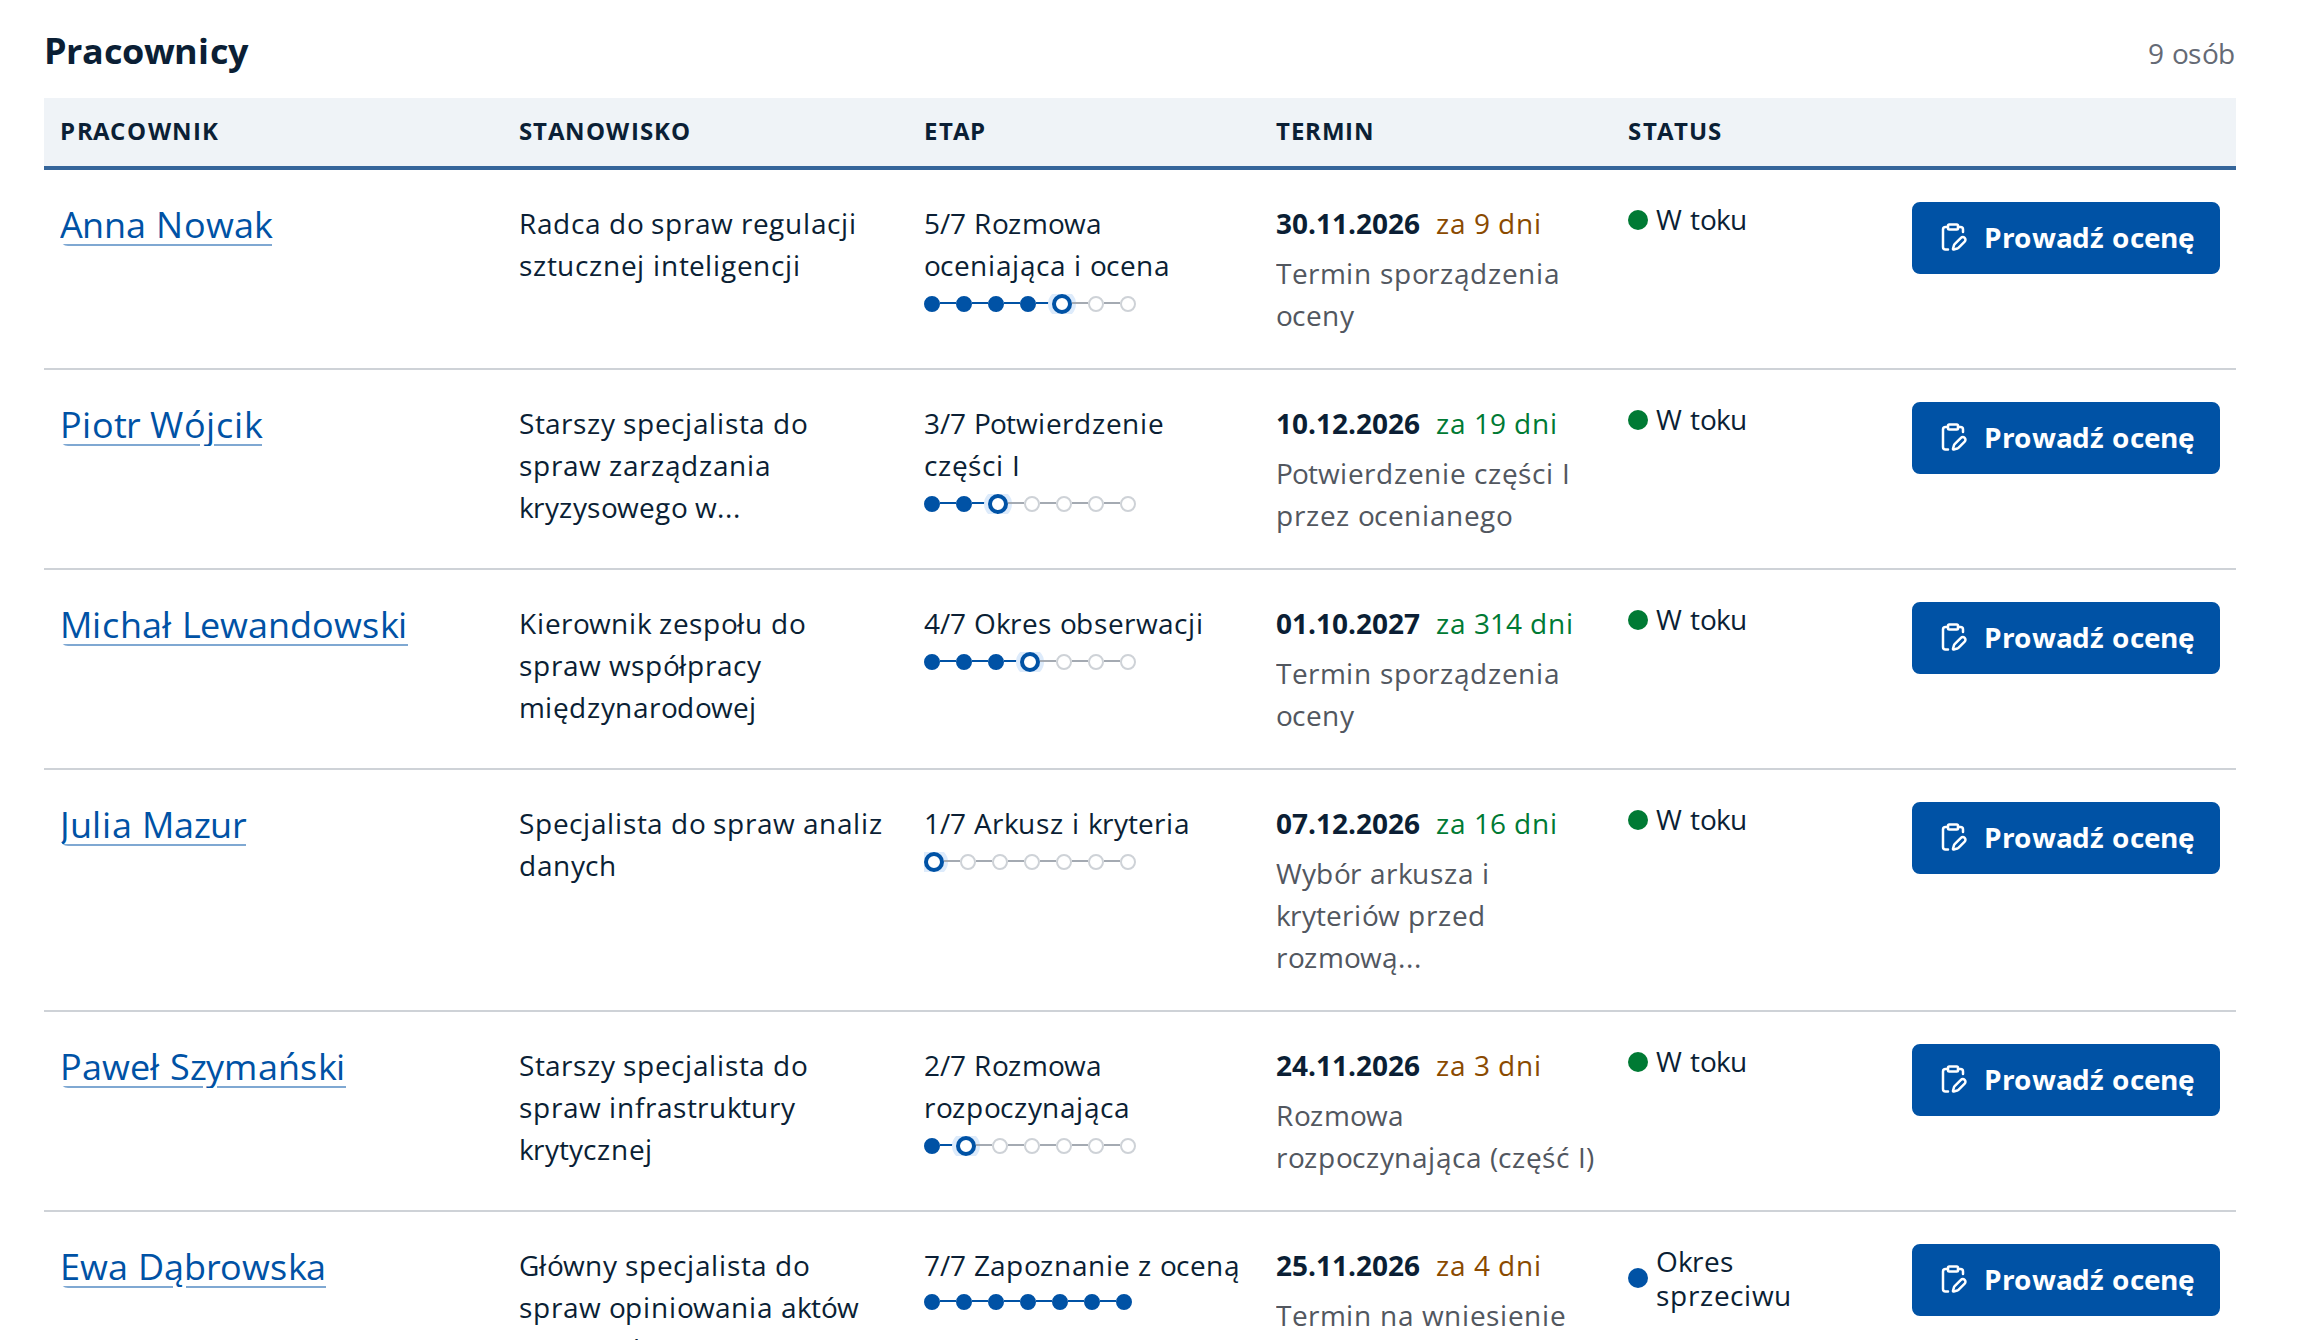 Pracownicy
9 osób
PRACOWNIK STANOWISKO ETAP TERMIN STATUS
Anna Nowak
Radca do spraw regulacji
sztucznej inteligencji
5/7 Rozmowa
oceniająca i ocena
30.11.2026 za 9 dni
Termin sporządzenia
oceny
W toku
Prowadź ocenę
Piotr Wójcik
Starszy specjalista do
spraw zarządzania
kryzysowego w...
3/7 Potwierdzenie
części I
10.12.2026 za 19 dni
Potwierdzenie części I
przez ocenianego
W toku
Prowadź ocenę
Michał Lewandowski
Kierownik zespołu do
spraw współpracy
międzynarodowej
4/7 Okres obserwacji
01.10.2027 za 314 dni
Termin sporządzenia
oceny
W toku
Prowadź ocenę
Julia Mazur
Specjalista do spraw analiz
danych
1/7 Arkusz i kryteria
07.12.2026 za 16 dni
Wybór arkusza i
kryteriów przed
rozmową...
W toku
Prowadź ocenę
Paweł Szymański
Starszy specjalista do
spraw infrastruktury
krytycznej
2/7 Rozmowa
rozpoczynająca
24.11.2026 za 3 dni
Rozmowa
rozpoczynająca (część I)
W toku
Prowadź ocenę
Ewa Dąbrowska
Główny specjalista do
spraw opiniowania aktów
7/7 Zapoznanie z oceną
25.11.2026 za 4 dni
Termin na wniesienie
Okres
sprzeciwu
Prowadź ocenę